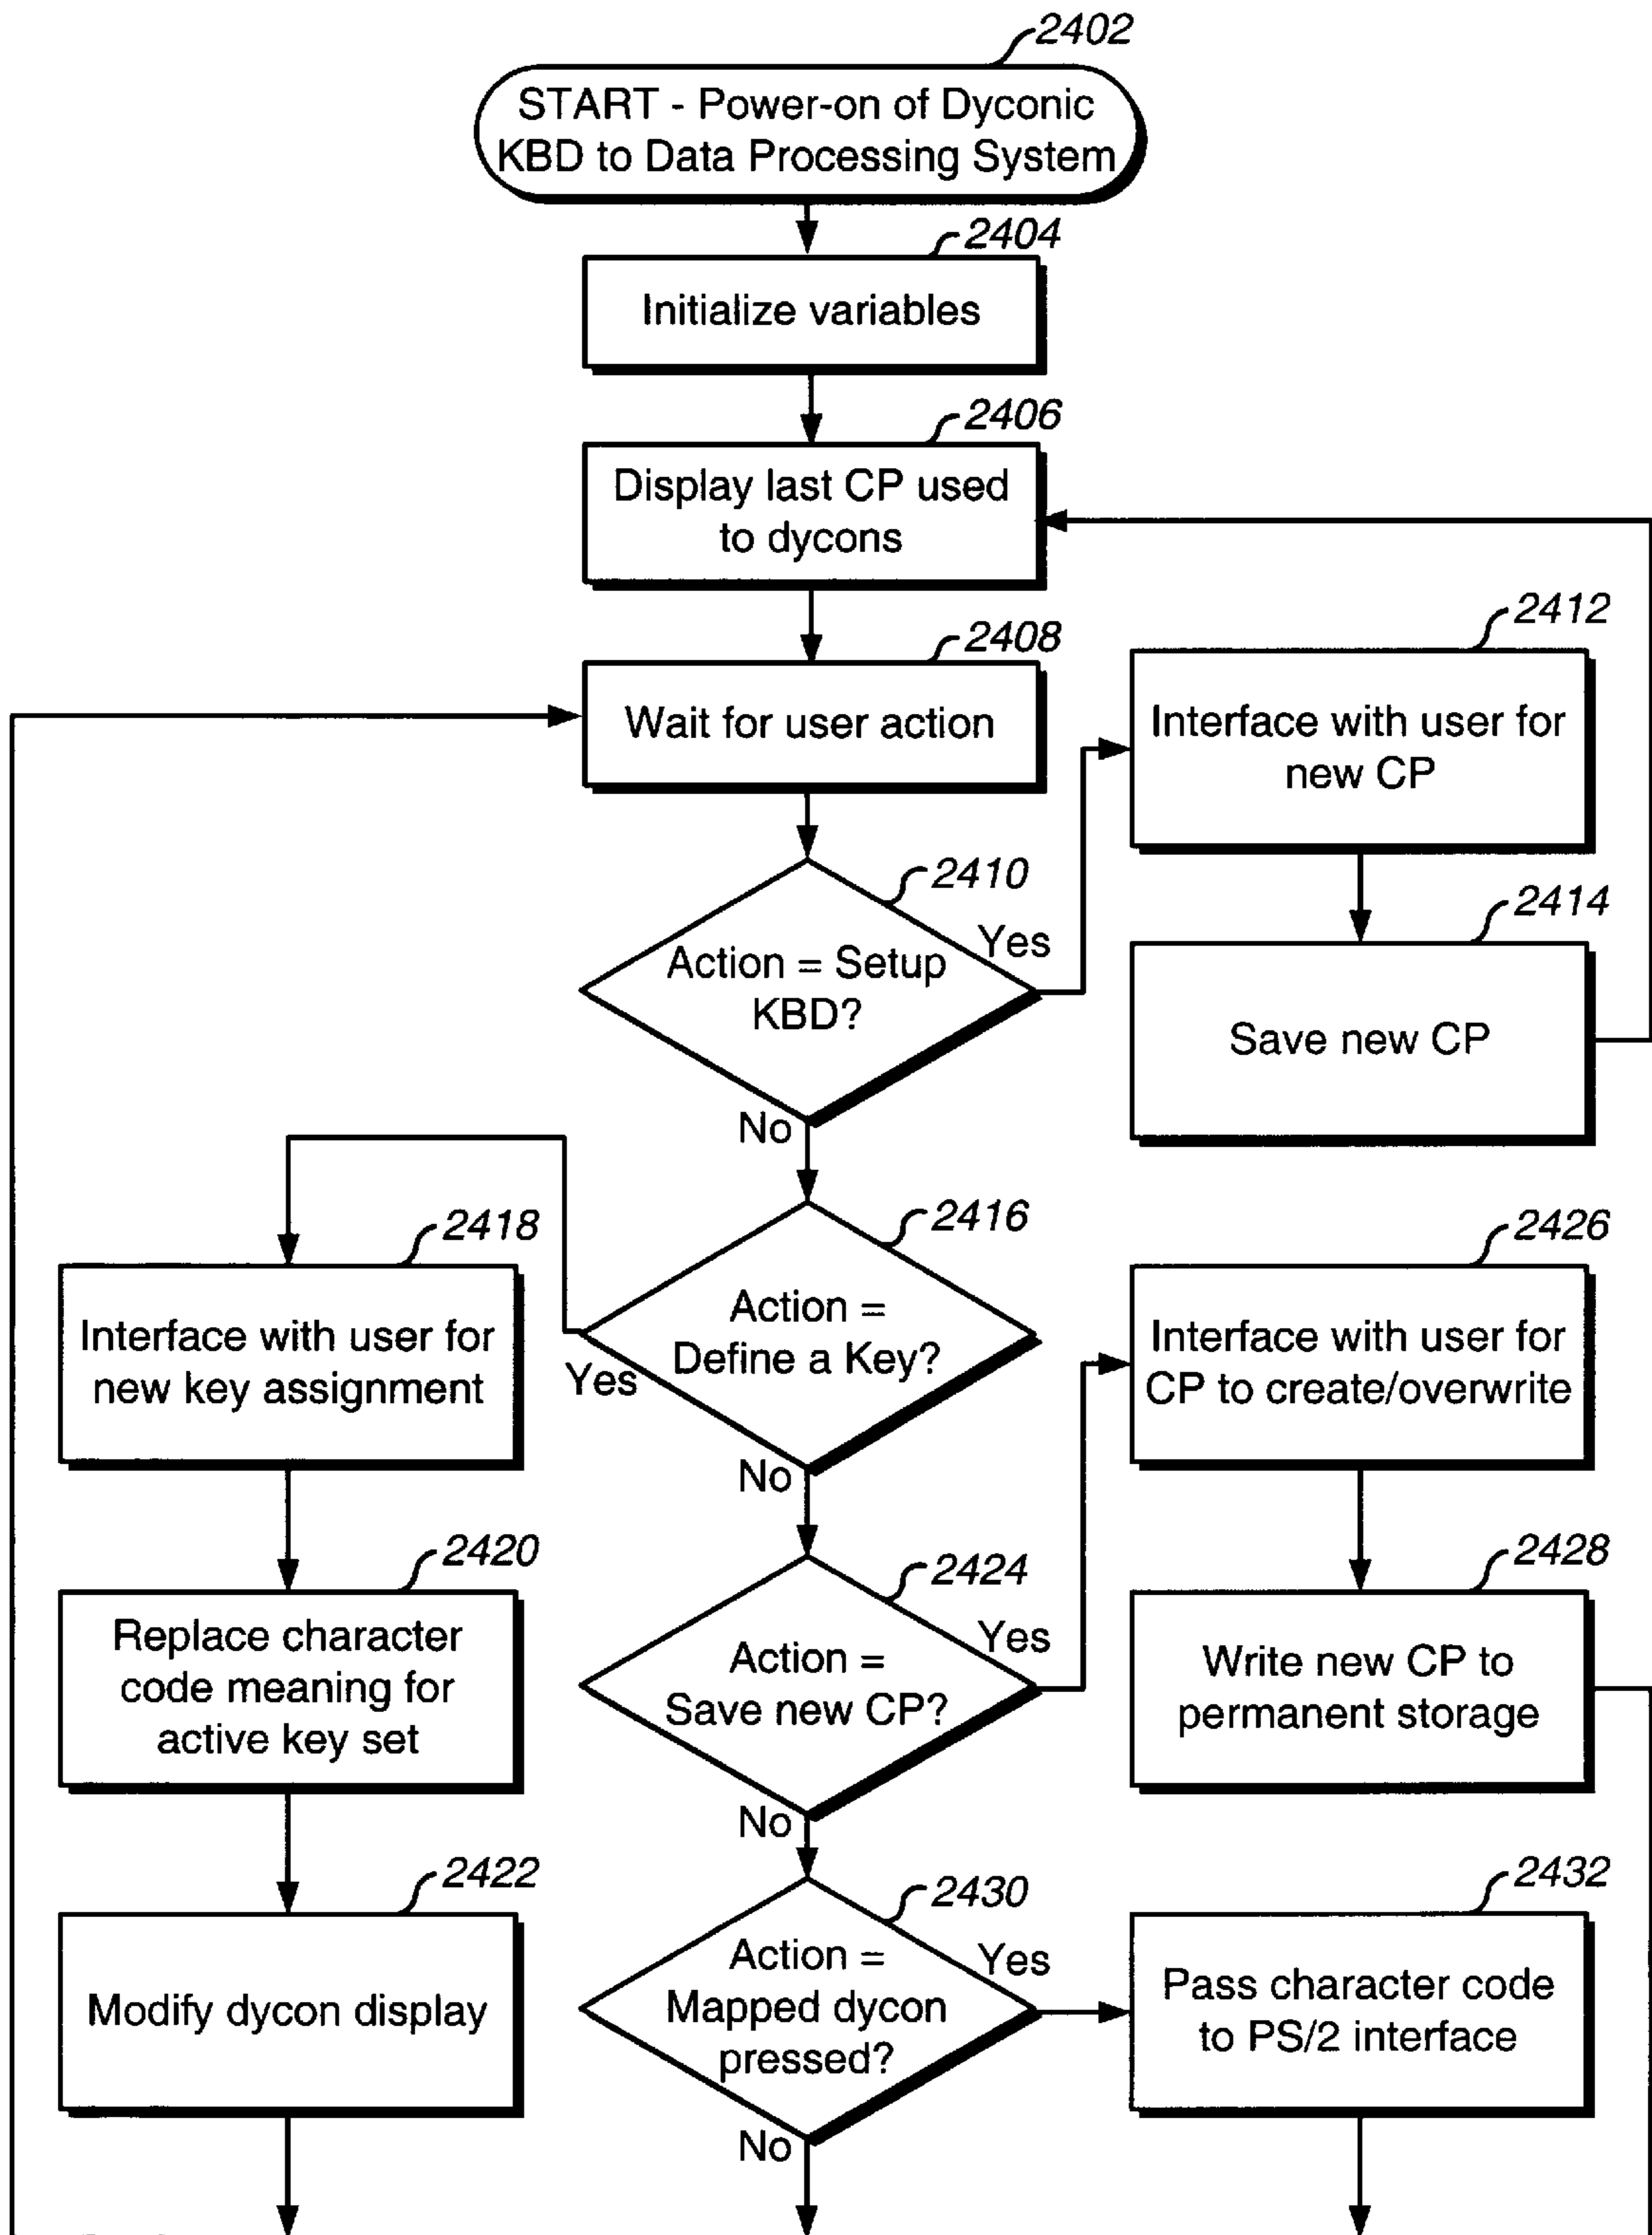 2402
START - Power-on of Dyconic
KBD to Data Processing System
2404
Initialize variables
2406
Display last CP used
to dycons
2408
Wait for user action
2412
Interface with user for
new CP
2410
Action = Setup
KBD?
Yes
No
2414
Save new CP
2416
Action =
Define a Key?
Yes
No
2418
Interface with user for
new key assignment
2426
Interface with user for
CP to create/overwrite
2420
Replace character
code meaning for
active key set
2424
Action =
Save new CP?
Yes
No
2428
Write new CP to
permanent storage
2422
Modify dycon display
2430
Action =
Mapped dycon
pressed?
Yes
No
2432
Pass character code
to PS/2 interface